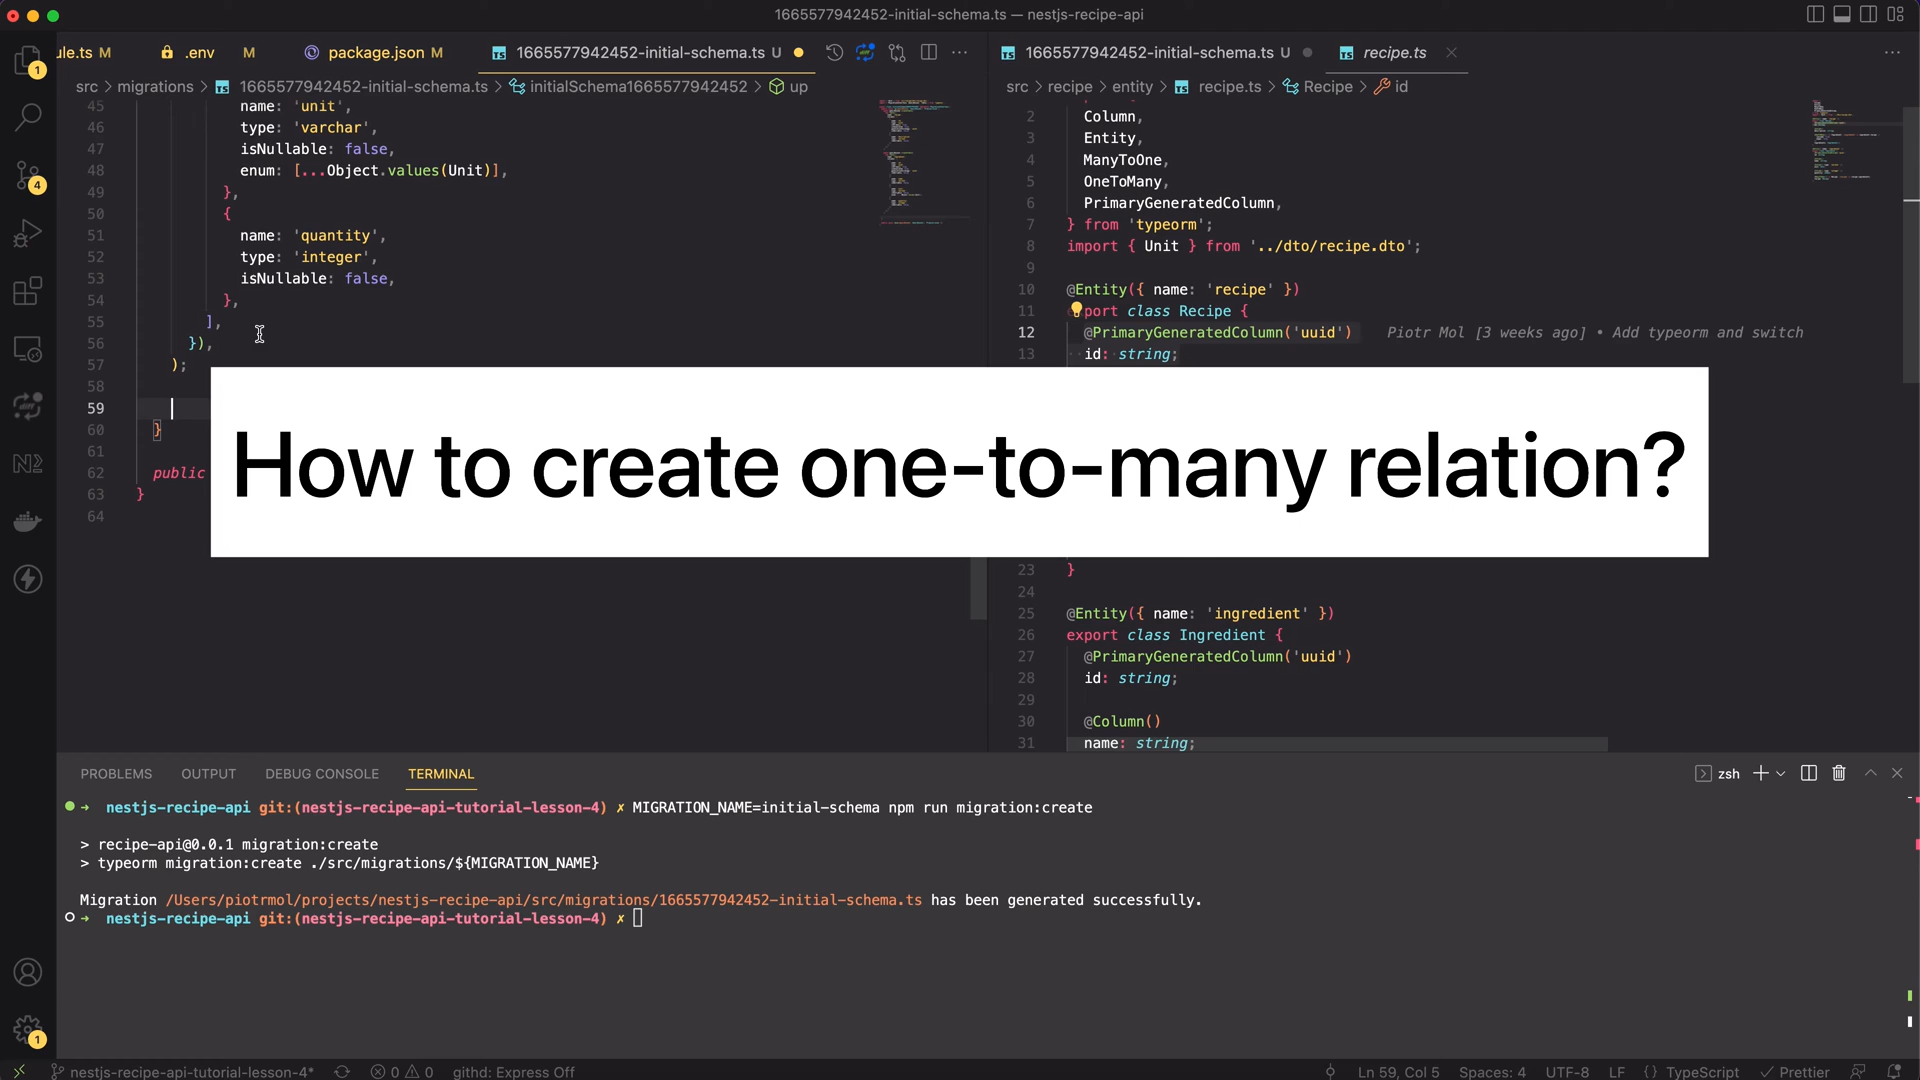 1665577942452-initial-schema.ts — nestjs-recipe-api
ule.ts M
.env M
package.json M
TS 1665577942452-initial-schema.ts U
TS 1665577942452-initial-schema.ts U
TS recipe.ts
src > migrations > TS 1665577942452-initial-schema.ts > initialSchema1665577942452 > up
45 name: 'unit',
46 type: 'varchar',
47 isNullable: false,
48 enum: [...Object.values(Unit)],
49 },
50 {
51 name: 'quantity',
52 type: 'integer',
53 isNullable: false,
54 },
55 ],
56 }),
57 );
58
59
60 }
61
62 public
63 }
64
src > recipe > entity > TS recipe.ts > Recipe > id
2 Column,
3 Entity,
4 ManyToOne,
5 OneToMany,
6 PrimaryGeneratedColumn,
7 } from 'typeorm';
8 import { Unit } from '../dto/recipe.dto';
9
10 @Entity({ name: 'recipe' })
11 port class Recipe {
12 @PrimaryGeneratedColumn('uuid') Piotr Mol [3 weeks ago] • Add typeorm and switch
13 id: string;
How to create one-to-many relation?
23 }
24
25 @Entity({ name: 'ingredient' })
26 export class Ingredient {
27 @PrimaryGeneratedColumn('uuid')
28 id: string;
29
30 @Column()
31 name: string;
1
4
N2
1
PROBLEMS OUTPUT DEBUG CONSOLE TERMINAL
zsh
→ nestjs-recipe-api git:(nestjs-recipe-api-tutorial-lesson-4) ✗ MIGRATION_NAME=initial-schema npm run migration:create
> recipe-api@0.0.1 migration:create
> typeorm migration:create ./src/migrations/${MIGRATION_NAME}
Migration /Users/piotrmol/projects/nestjs-recipe-api/src/migrations/1665577942452-initial-schema.ts has been generated successfully.
→ nestjs-recipe-api git:(nestjs-recipe-api-tutorial-lesson-4) ✗
nestjs-recipe-api-tutorial-lesson-4* 0 0 githd: Express Off
Ln 59, Col 5 Spaces: 4 UTF-8 LF {} TypeScript Prettier